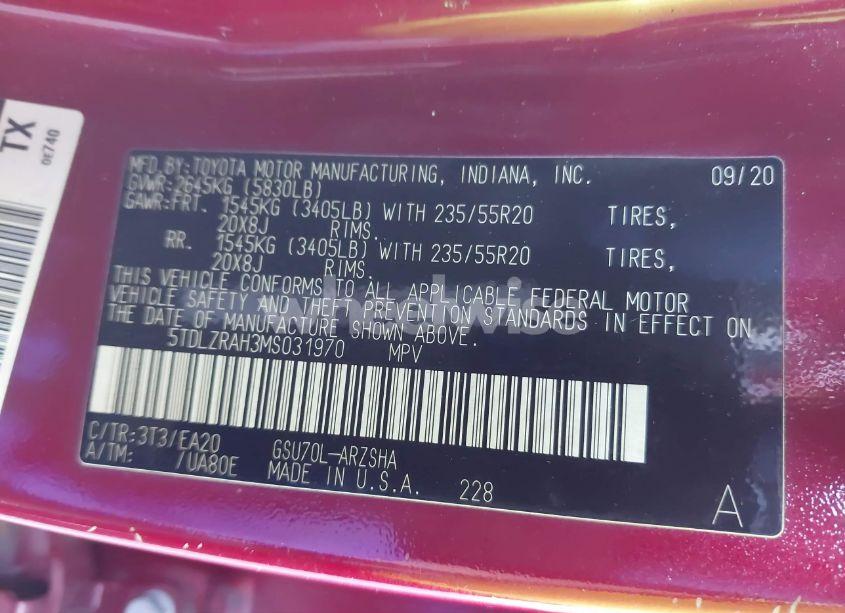 TX
0E740
MFD.BY:TOYOTA MOTOR MANUFACTURING, INDIANA, INC. 09/20
GVWR:2645KG (5830LB)
GAWR:FRT. 1545KG (3405LB) WITH 235/55R20 TIRES,
20X8J RIMS.
RR. 1545KG (3405LB) WITH 235/55R20 TIRES,
20X8J RIMS.
THIS VEHICLE CONFORMS TO ALL APPLICABLE FEDERAL MOTOR
VEHICLE SAFETY AND THEFT PREVENTION STANDARDS IN EFFECT ON
THE DATE OF MANUFACTURE SHOWN ABOVE.
5TDLZRAH3MS031970 MPV
C/TR:3T3/EA20 GSU70L-ARZSHA
A/TM: /UA80E MADE IN U.S.A. 228 A